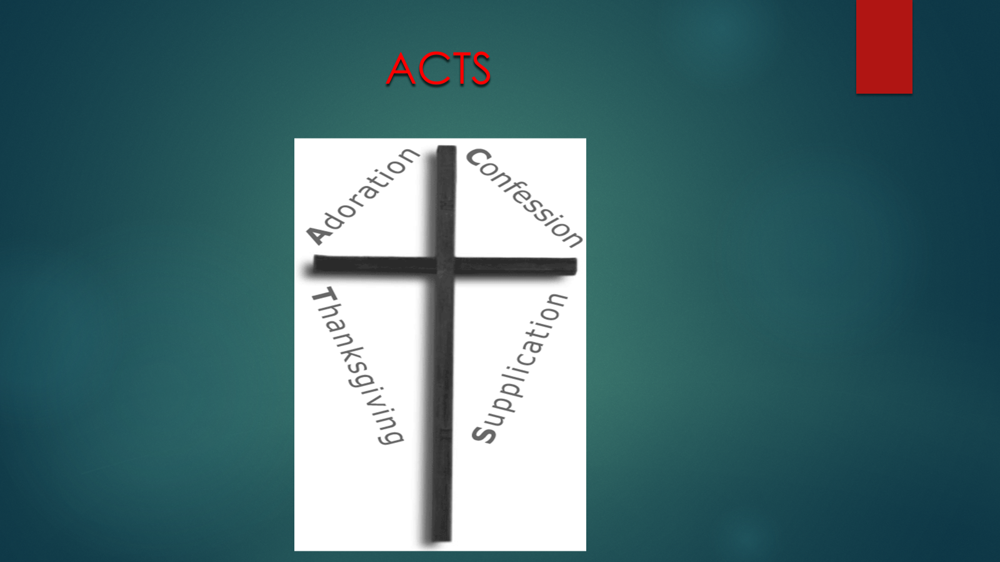 ACTS
Adoration
Confession
Thanksgiving
Supplication